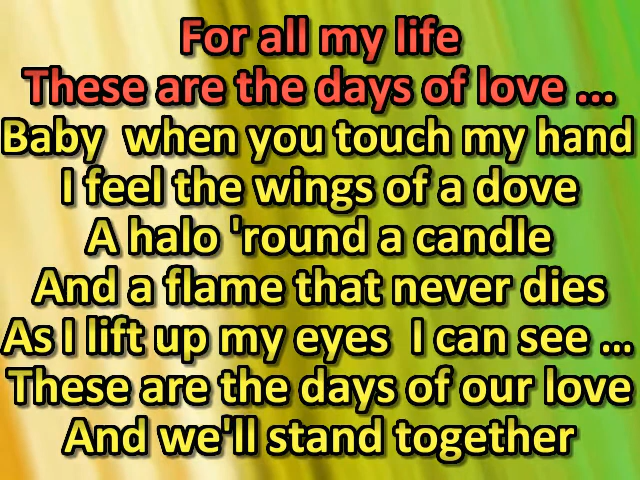 For all my life
These are the days of love ...
Baby  when you touch my hand
I feel the wings of a dove
A halo 'round a candle
And a flame that never dies
As I lift up my eyes  I can see ...
These are the days of our love
And we'll stand together